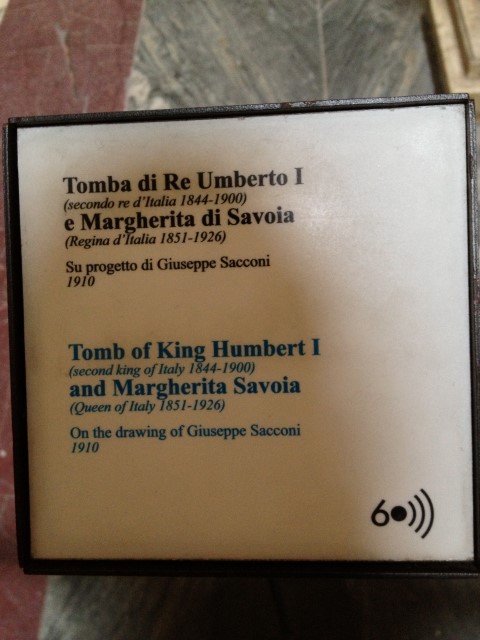 Tomba di Re Umberto I
(secondo re d'Italia 1844-1900)
e Margherita di Savoia
(Regina d'Italia 1851-1926)
Su progetto di Giuseppe Sacconi
1910
Tomb of King Humbert I
(second king of Italy 1844-1900)
and Margherita Savoia
(Queen of Italy 1851-1926)
On the drawing of Giuseppe Sacconi
1910
6